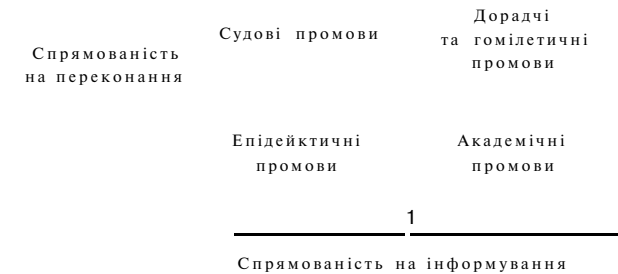 Спрямованість
на переконання
Судові промови
Дорадчі
та гомілетичні
промови
Епідейктичні
промови
Академічні
промови
1
Спрямованість на інформування